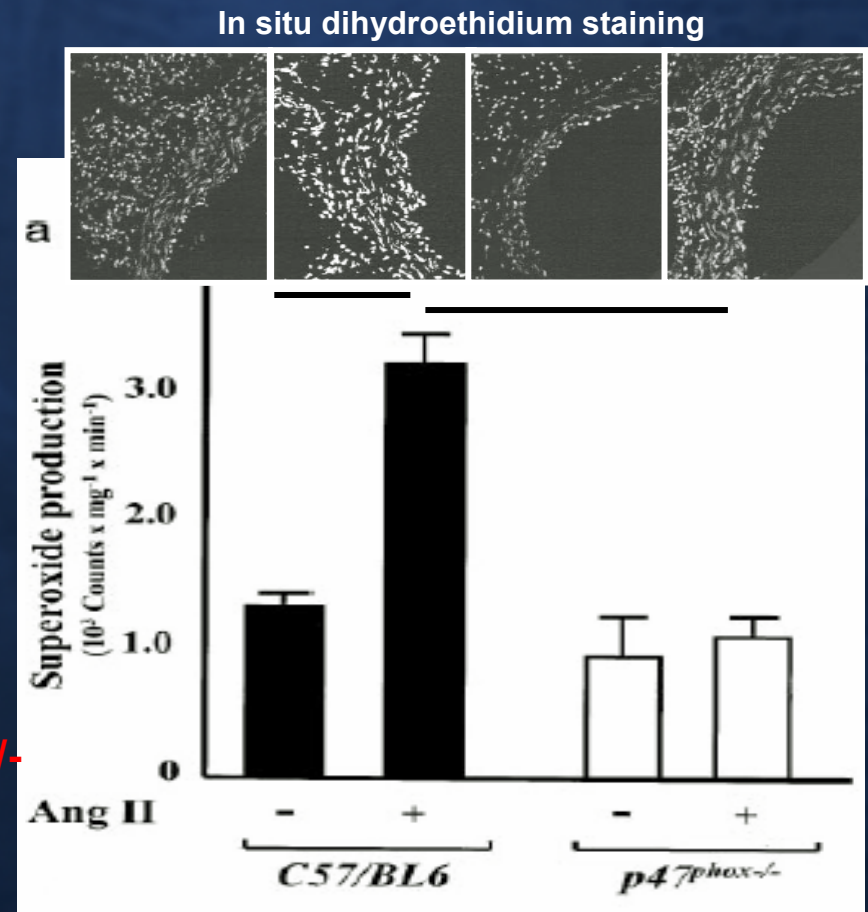 In situ dihydroethidium staining
a
Superoxide production
(10² Counts x mg⁻¹ x min⁻¹)
3.0
2.0
1.0
0
/-
Ang II - + - +
C57/BL6 p47phox-/-